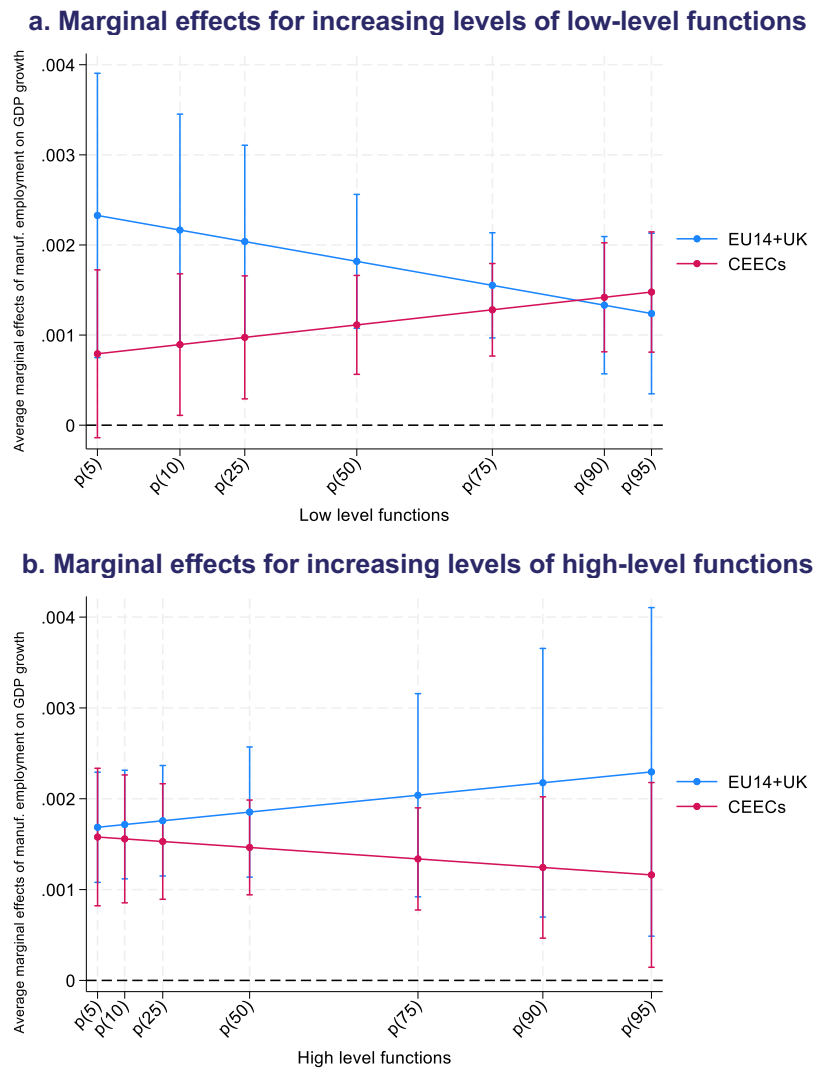 a. Marginal effects for increasing levels of low-level functions
Average marginal effects of manuf. employment on GDP growth
.004
.003
.002
.001
0
p(5)
p(10)
p(25)
p(50)
p(75)
p(90)
p(95)
Low level functions
EU14+UK
CEECs
b. Marginal effects for increasing levels of high-level functions
Average marginal effects of manuf. employment on GDP growth
.004
.003
.002
.001
0
p(5)
p(10)
p(25)
p(50)
p(75)
p(90)
p(95)
High level functions
EU14+UK
CEECs